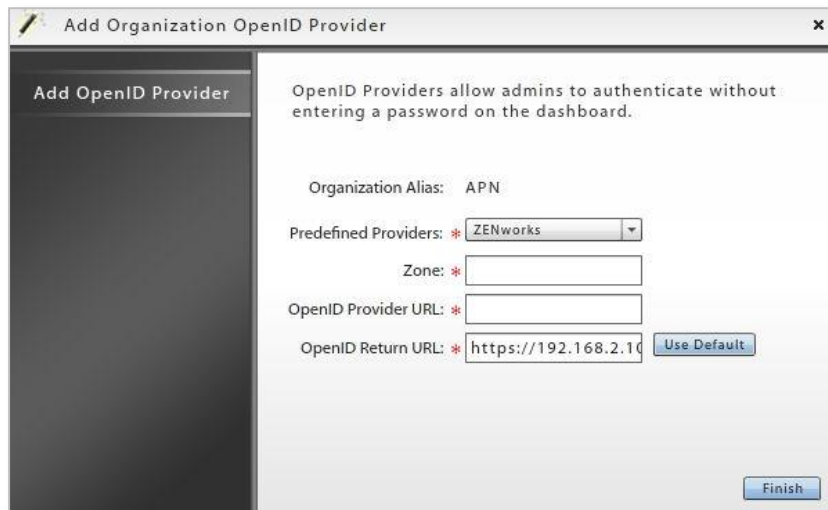 Add Organization OpenID Provider
Add OpenID Provider
OpenID Providers allow admins to authenticate without
entering a password on the dashboard.
Organization Alias: APN
Predefined Providers: * ZENworks
Zone: *
OpenID Provider URL: *
OpenID Return URL: * https://192.168.2.10 Use Default
Finish